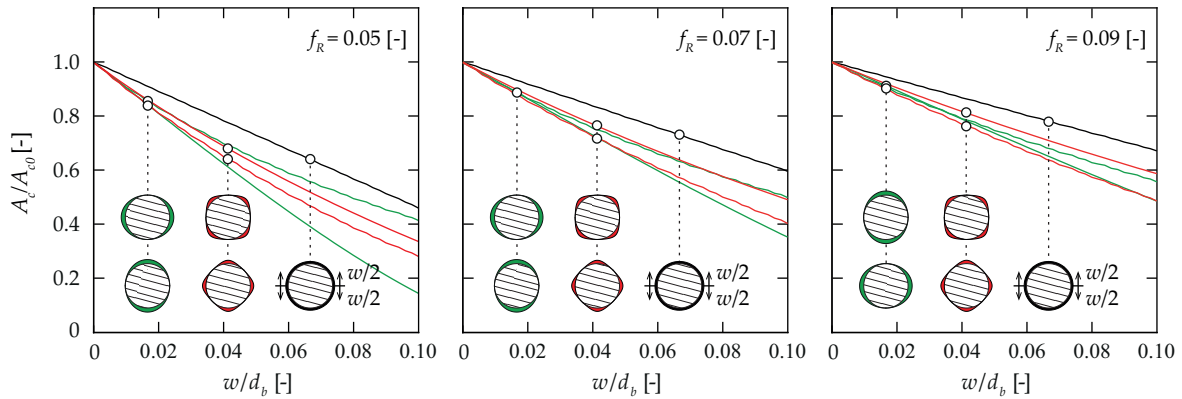 f_R = 0.05 [-]
f_R = 0.07 [-]
f_R = 0.09 [-]
A_c/A_c0 [-]
1.0
0.8
0.6
0.4
0.2
0
w/2
w/2
w/2
w/2
w/2
w/2
0 0.02 0.04 0.06 0.08 0.10
0 0.02 0.04 0.06 0.08 0.10
0 0.02 0.04 0.06 0.08 0.10
w/d_b [-]
w/d_b [-]
w/d_b [-]